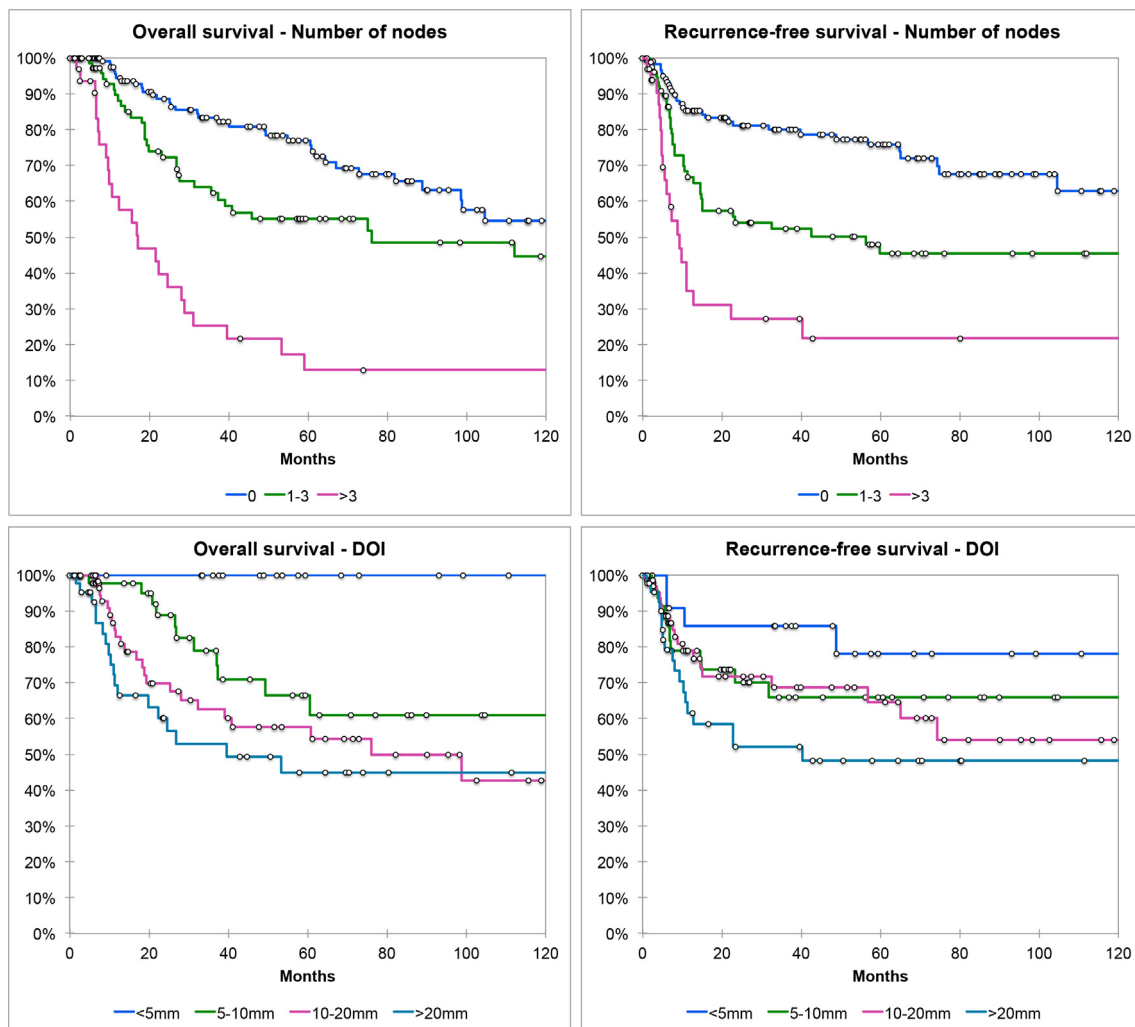 Overall survival - Number of nodes
100%
90%
80%
70%
60%
50%
40%
30%
20%
10%
0%
0 20 40 60 80 100 120
Months
0 1-3 >3
Recurrence-free survival - Number of nodes
100%
90%
80%
70%
60%
50%
40%
30%
20%
10%
0%
0 20 40 60 80 100 120
Months
0 1-3 >3
Overall survival - DOI
100%
90%
80%
70%
60%
50%
40%
30%
20%
10%
0%
0 20 40 60 80 100 120
Months
<5mm 5-10mm 10-20mm >20mm
Recurrence-free survival - DOI
100%
90%
80%
70%
60%
50%
40%
30%
20%
10%
0%
0 20 40 60 80 100 120
Months
<5mm 5-10mm 10-20mm >20mm